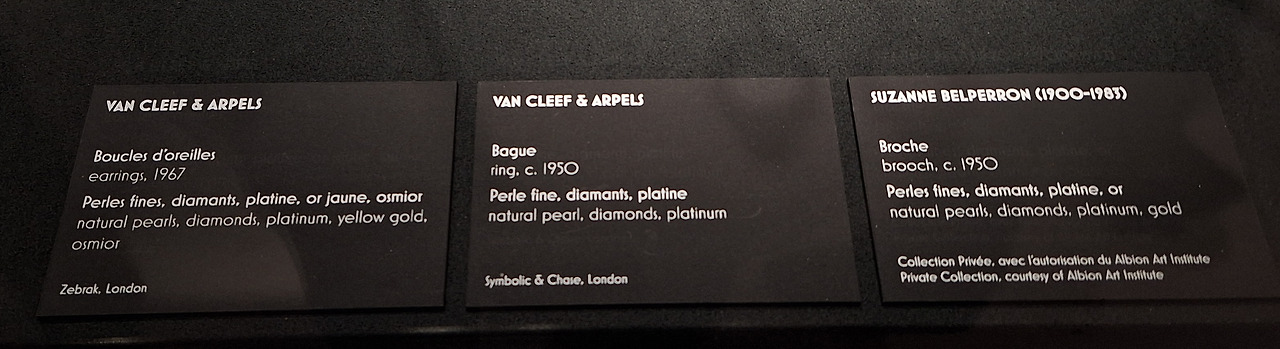 VAN CLEEF & ARPELS
Boucles d'oreilles
earrings, 1967
Perles fines, diamants, platine, or jaune, osmior
natural pearls, diamonds, platinum, yellow gold,
osmior
Zebrak, London
VAN CLEEF & ARPELS
Bague
ring, c. 1950
Perle fine, diamants, platine
natural pearl, diamonds, platinum
Symbolic & Chase, London
SUZANNE BELPERRON (1900-1983)
Broche
brooch, c. 1950
Perles fines, diamants, platine, or
natural pearls, diamonds, platinum, gold
Collection Privée, avec l'autorisation du Albion Art Institute
Private Collection, courtesy of Albion Art Institute